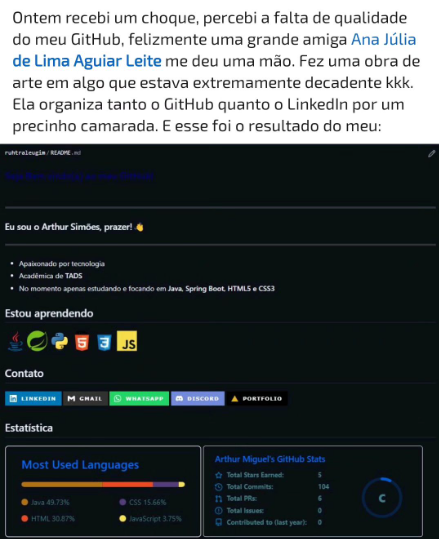 Ontem recebi um choque, percebi a falta de qualidade
do meu GitHub, felizmente uma grande amiga Ana Júlia
de Lima Aguiar Leite me deu uma mão. Fez uma obra de
arte em algo que estava extremamente decadente kkk.
Ela organiza tanto o GitHub quanto o LinkedIn por um
precinho camarada. E esse foi o resultado do meu:
ruhtraleugim/README.md
Eu sou o Arthur Simões, prazer! 👋
Apaixonado por tecnologia
Acadêmica de TADS
No momento apenas estudando e focando em Java, Spring Boot, HTML5 e CSS3
Estou aprendendo
Java 5 3 JS
Contato
LINKEDIN GMAIL WHATSAPP DISCORD PORTFOLIO
Estatística
Most Used Languages
Java 49.73% CSS 15.66%
HTML 30.87% JavaScript 3.75%
Arthur Miguel's GitHub Stats
Total Stars Earned: 5
Total Commits: 104
Total PRs: 6
Total Issues: 0
Contributed to (last year): 0
C